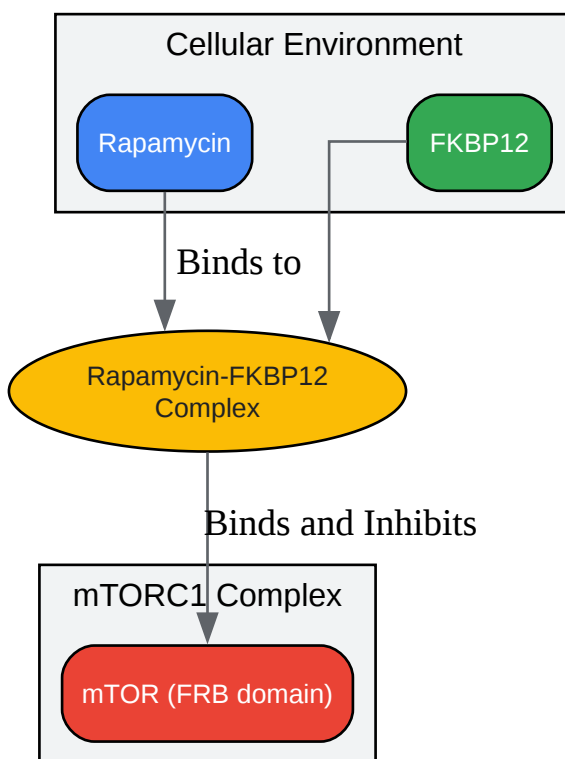 Cellular Environment
Rapamycin
FKBP12
Binds to
Rapamycin-FKBP12
Complex
Binds and Inhibits
mTORC1 Complex
mTOR (FRB domain)